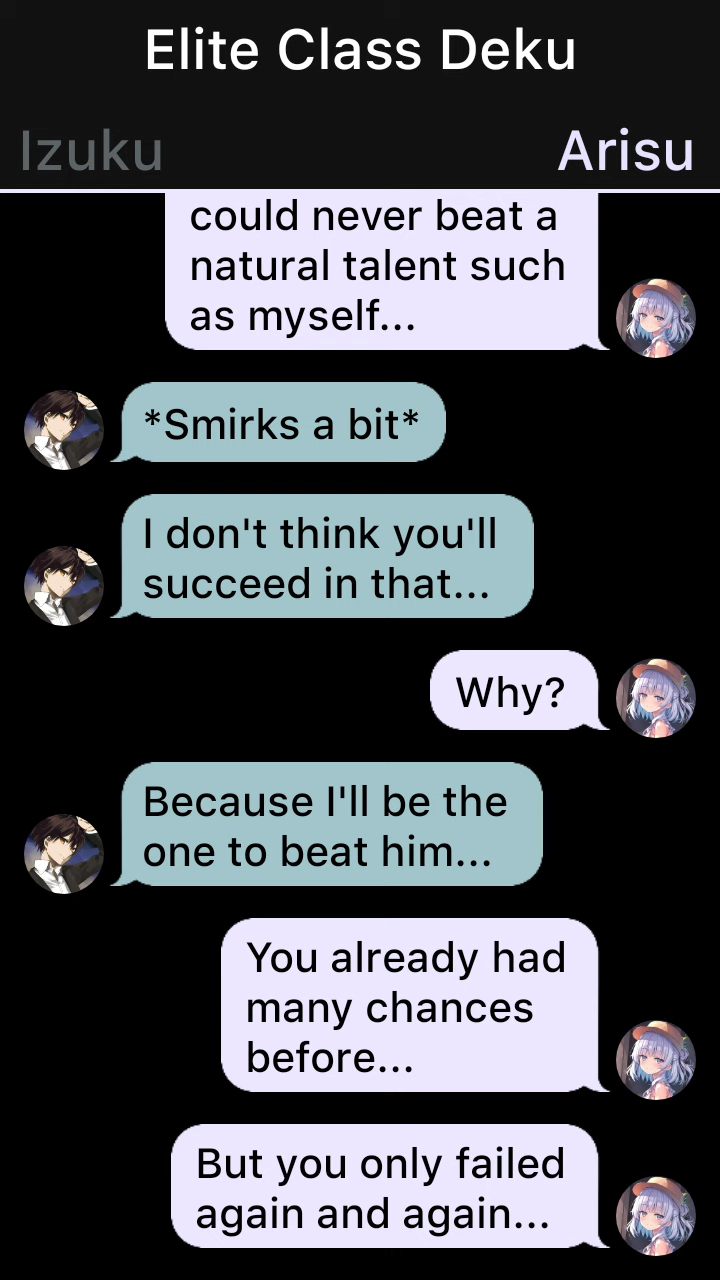 Elite Class Deku
Izuku
Arisu
could never beat a
natural talent such
as myself...
*Smirks a bit*
I don't think you'll
succeed in that...
Why?
Because I'll be the
one to beat him...
You already had
many chances
before...
But you only failed
again and again...